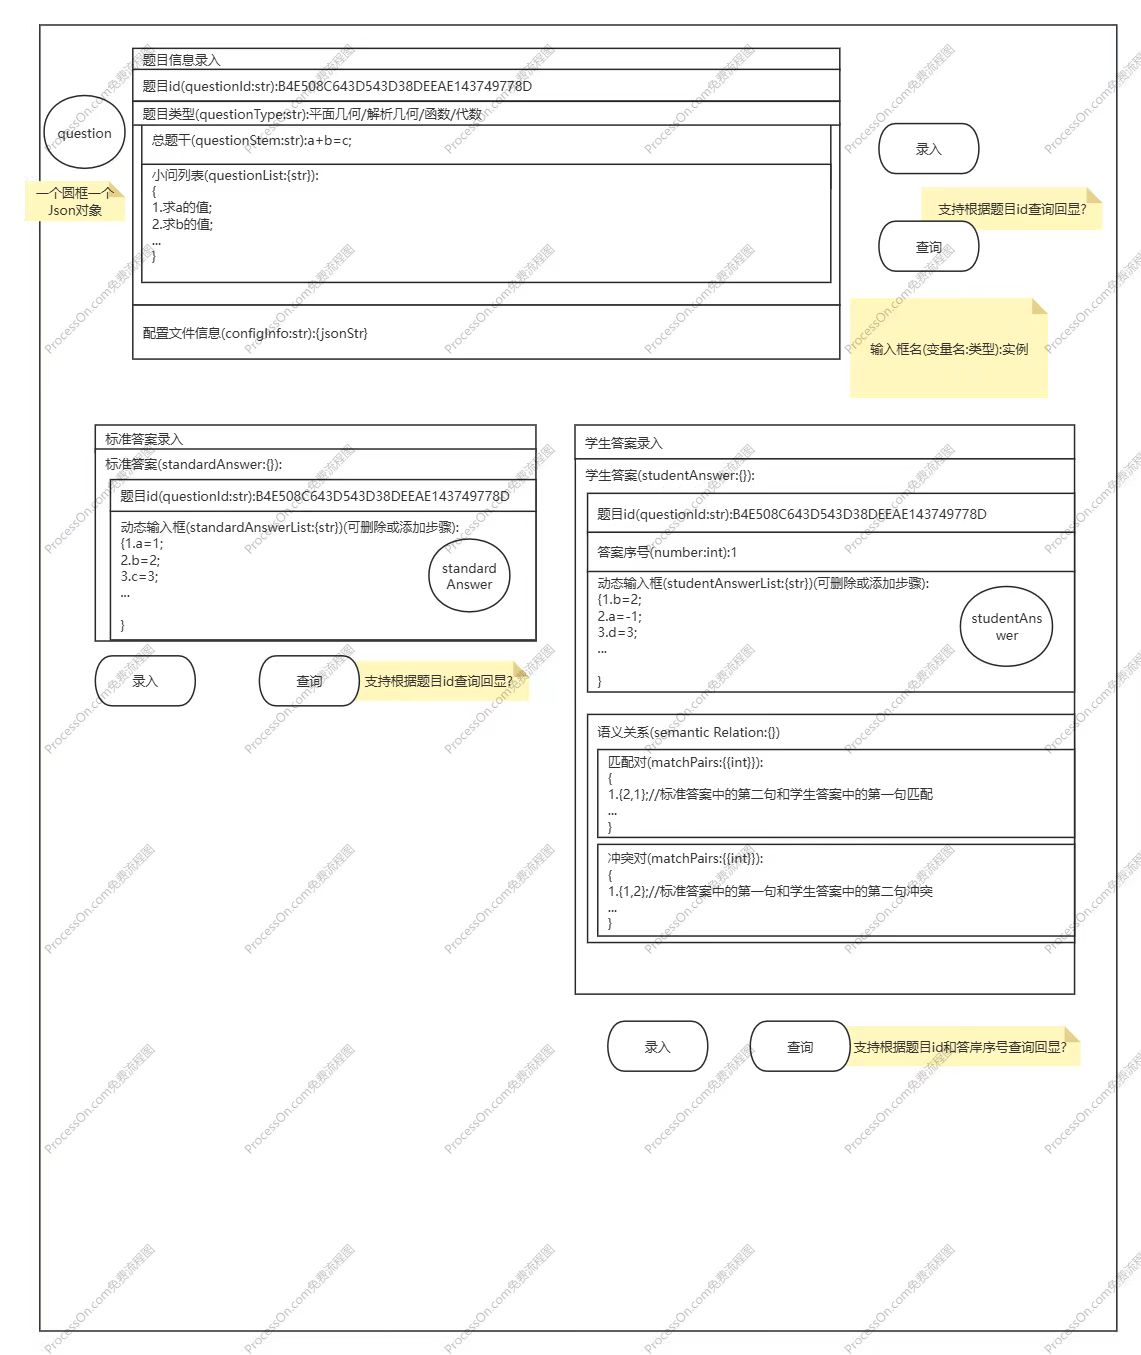 题目信息录入
题目id(questionId:str):B4E508C643D543D38DEEAE143749778D
题目类型(questionType:str):平面几何/解析几何/函数/代数
question
总题干(questionStem:str):a+b=c;
小问列表(questionList:{str}):
{
1.求a的值;
2.求b的值;
...
}
一个圆框一个
Json对象
配置文件信息(configInfo:str):{jsonStr}
录入
支持根据题目id查询回显?
查询
输入框名(变量名:类型):实例
标准答案录入
标准答案(standardAnswer:{}):
题目id(questionId:str):B4E508C643D543D38DEEAE143749778D
动态输入框(standardAnswerList:{str})(可删除或添加步骤):
{1.a=1;
2.b=2;
3.c=3;
...
}
standard
Answer
录入
查询
支持根据题目id查询回显?
学生答案录入
学生答案(studentAnswer:{}):
题目id(questionId:str):B4E508C643D543D38DEEAE143749778D
答案序号(number:int):1
动态输入框(studentAnswerList:{str})(可删除或添加步骤):
{1.b=2;
2.a=-1;
3.d=3;
...
}
studentAns
wer
语义关系(semantic Relation:{})
匹配对(matchPairs:{{int}}):
{
1.{2,1};//标准答案中的第二句和学生答案中的第一句匹配
...
}
冲突对(matchPairs:{{int}}):
{
1.{1,2};//标准答案中的第一句和学生答案中的第二句冲突
...
}
录入
查询
支持根据题目id和答岸序号查询回显?
ProcessOn.com免费流程图